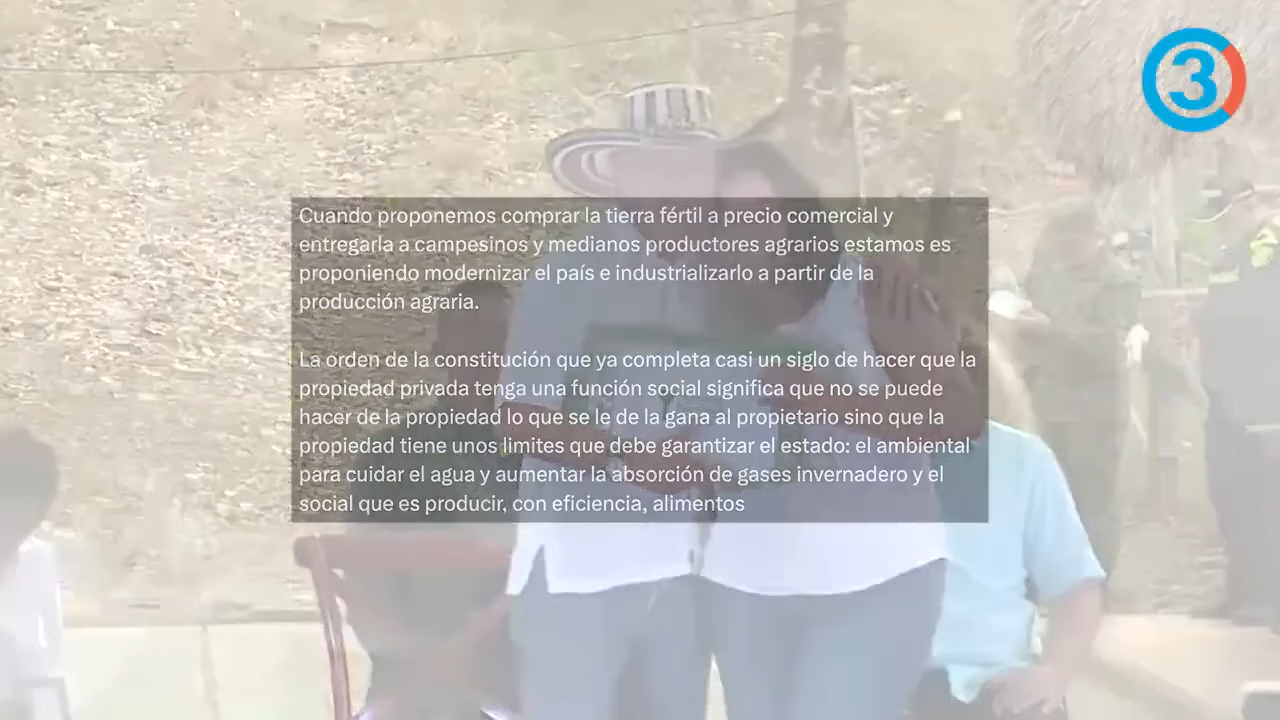 3
Cuando proponemos comprar la tierra fértil a precio comercial y
entregarla a campesinos y medianos productores agrarios estamos es
proponiendo modernizar el país e industrializarlo a partir de la
producción agraria.
La orden de la constitución que ya completa casi un siglo de hacer que la
propiedad privada tenga una función social significa que no se puede
hacer de la propiedad lo que se le de la gana al propietario sino que la
propiedad tiene unos limites que debe garantizar el estado: el ambiental
para cuidar el agua y aumentar la absorción de gases invernadero y el
social que es producir, con eficiencia, alimentos